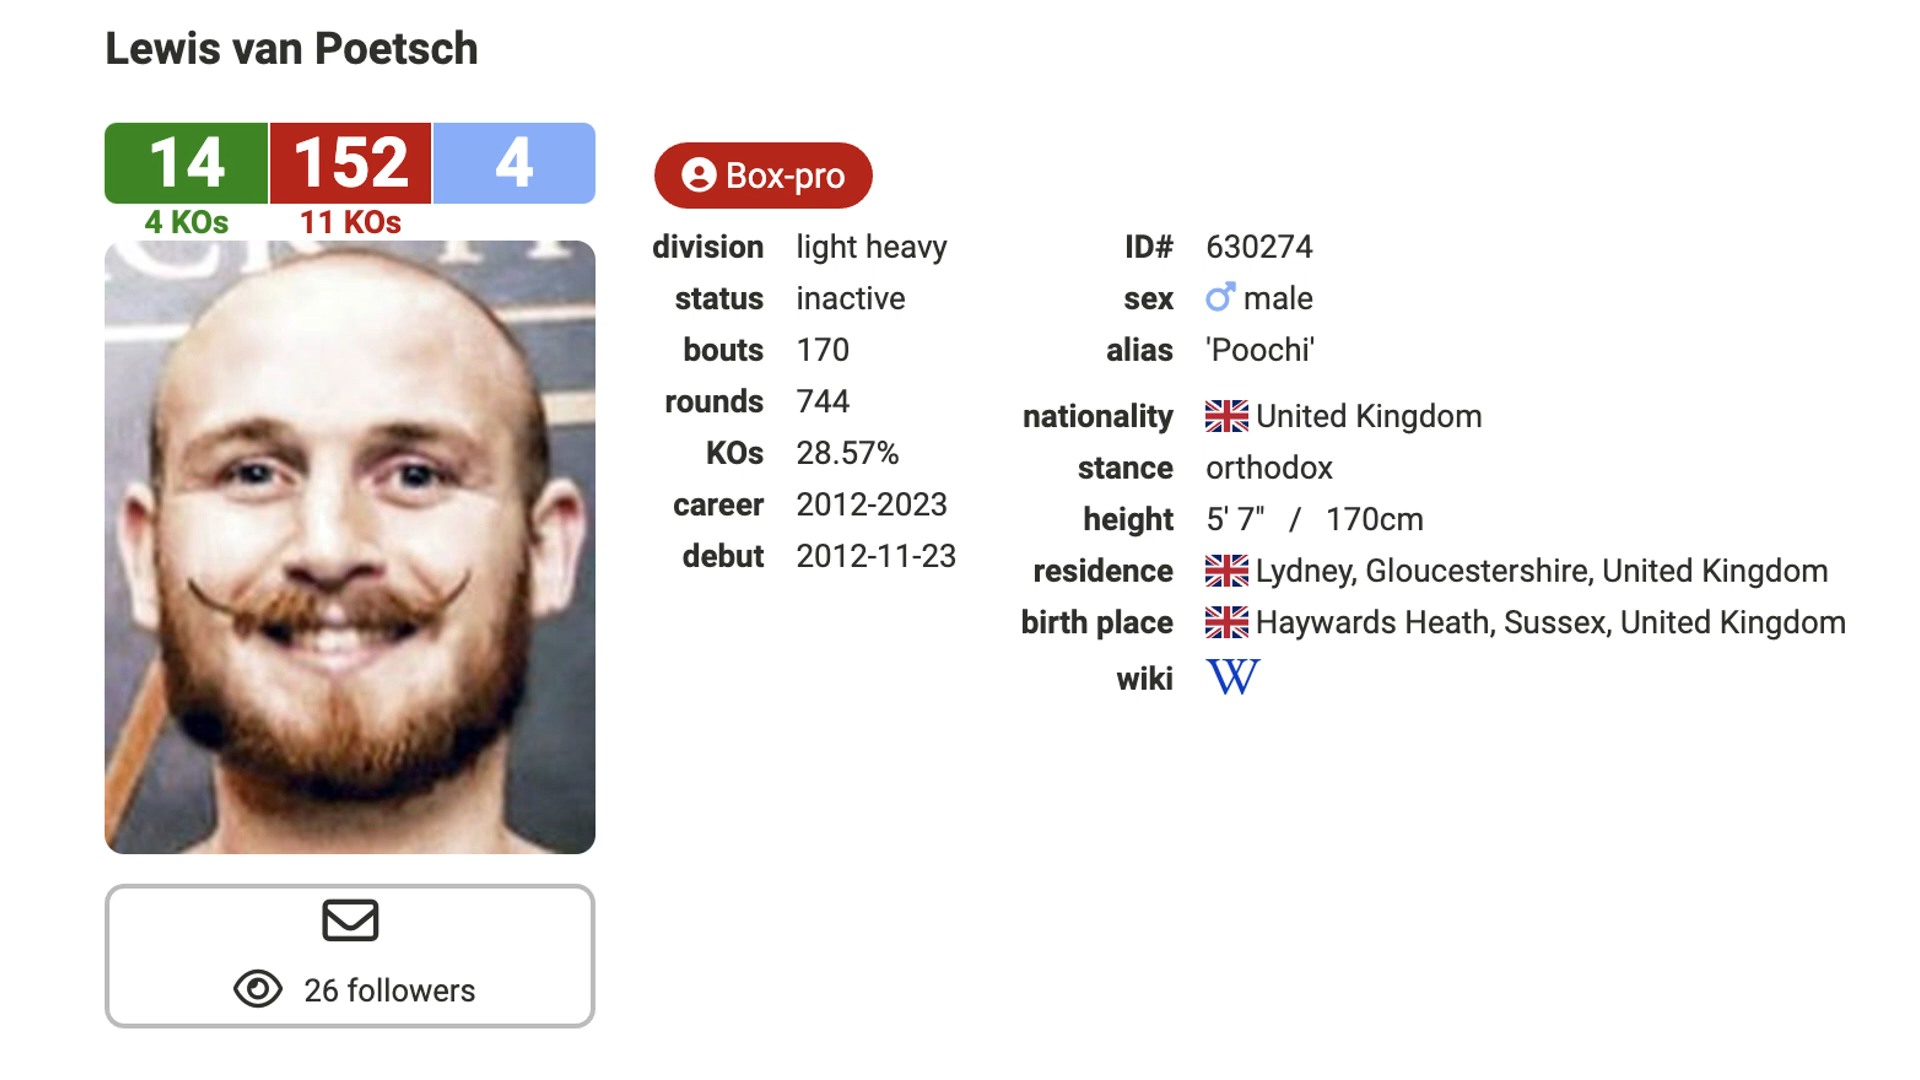 Lewis van Poetsch
14 152 4
4 KOs 11 KOs
Box-pro
division light heavy
status inactive
bouts 170
rounds 744
KOs 28.57%
career 2012-2023
debut 2012-11-23
ID# 630274
sex male
alias 'Poochi'
nationality United Kingdom
stance orthodox
height 5' 7" / 170cm
residence Lydney, Gloucestershire, United Kingdom
birth place Haywards Heath, Sussex, United Kingdom
wiki W
26 followers